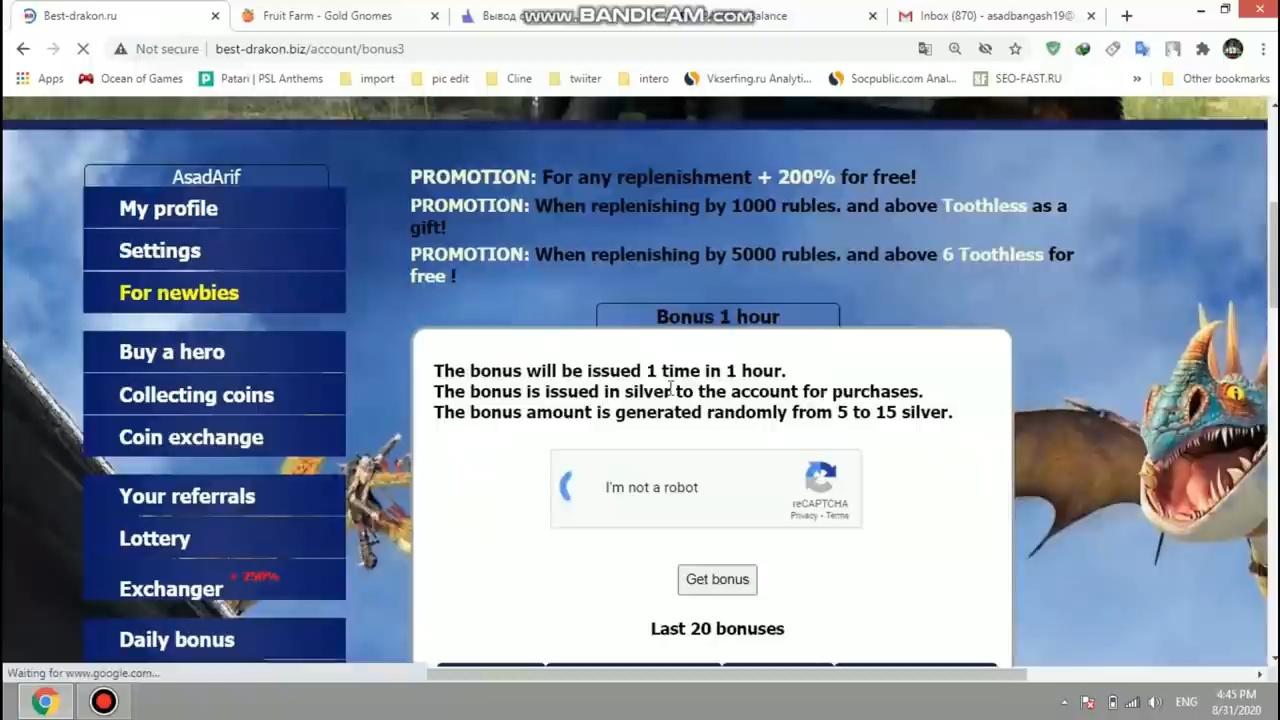 Best-drakon.ru
Fruit Farm - Gold Gnomes
Вывод с
www.BANDICAM.com
alance
Inbox (870) - asadbangash19@
Not secure
best-drakon.biz/account/bonus3
Apps
Ocean of Games
Patari | PSL Anthems
import
pic edit
Cline
twiiter
intero
Vkserfing.ru Analyti...
Socpublic.com Anal...
SEO-FAST.RU
»
Other bookmarks
AsadArif
My profile
Settings
For newbies
Buy a hero
Collecting coins
Coin exchange
Your referrals
Lottery
Exchanger + 250%
Daily bonus
PROMOTION: For any replenishment + 200% for free!
PROMOTION: When replenishing by 1000 rubles. and above Toothless as a
gift!
PROMOTION: When replenishing by 5000 rubles. and above 6 Toothless for
free !
Bonus 1 hour
The bonus will be issued 1 time in 1 hour.
The bonus is issued in silver to the account for purchases.
The bonus amount is generated randomly from 5 to 15 silver.
I'm not a robot
reCAPTCHA
Privacy - Terms
Get bonus
Last 20 bonuses
Waiting for www.google.com...
ENG
4:45 PM
8/31/2020